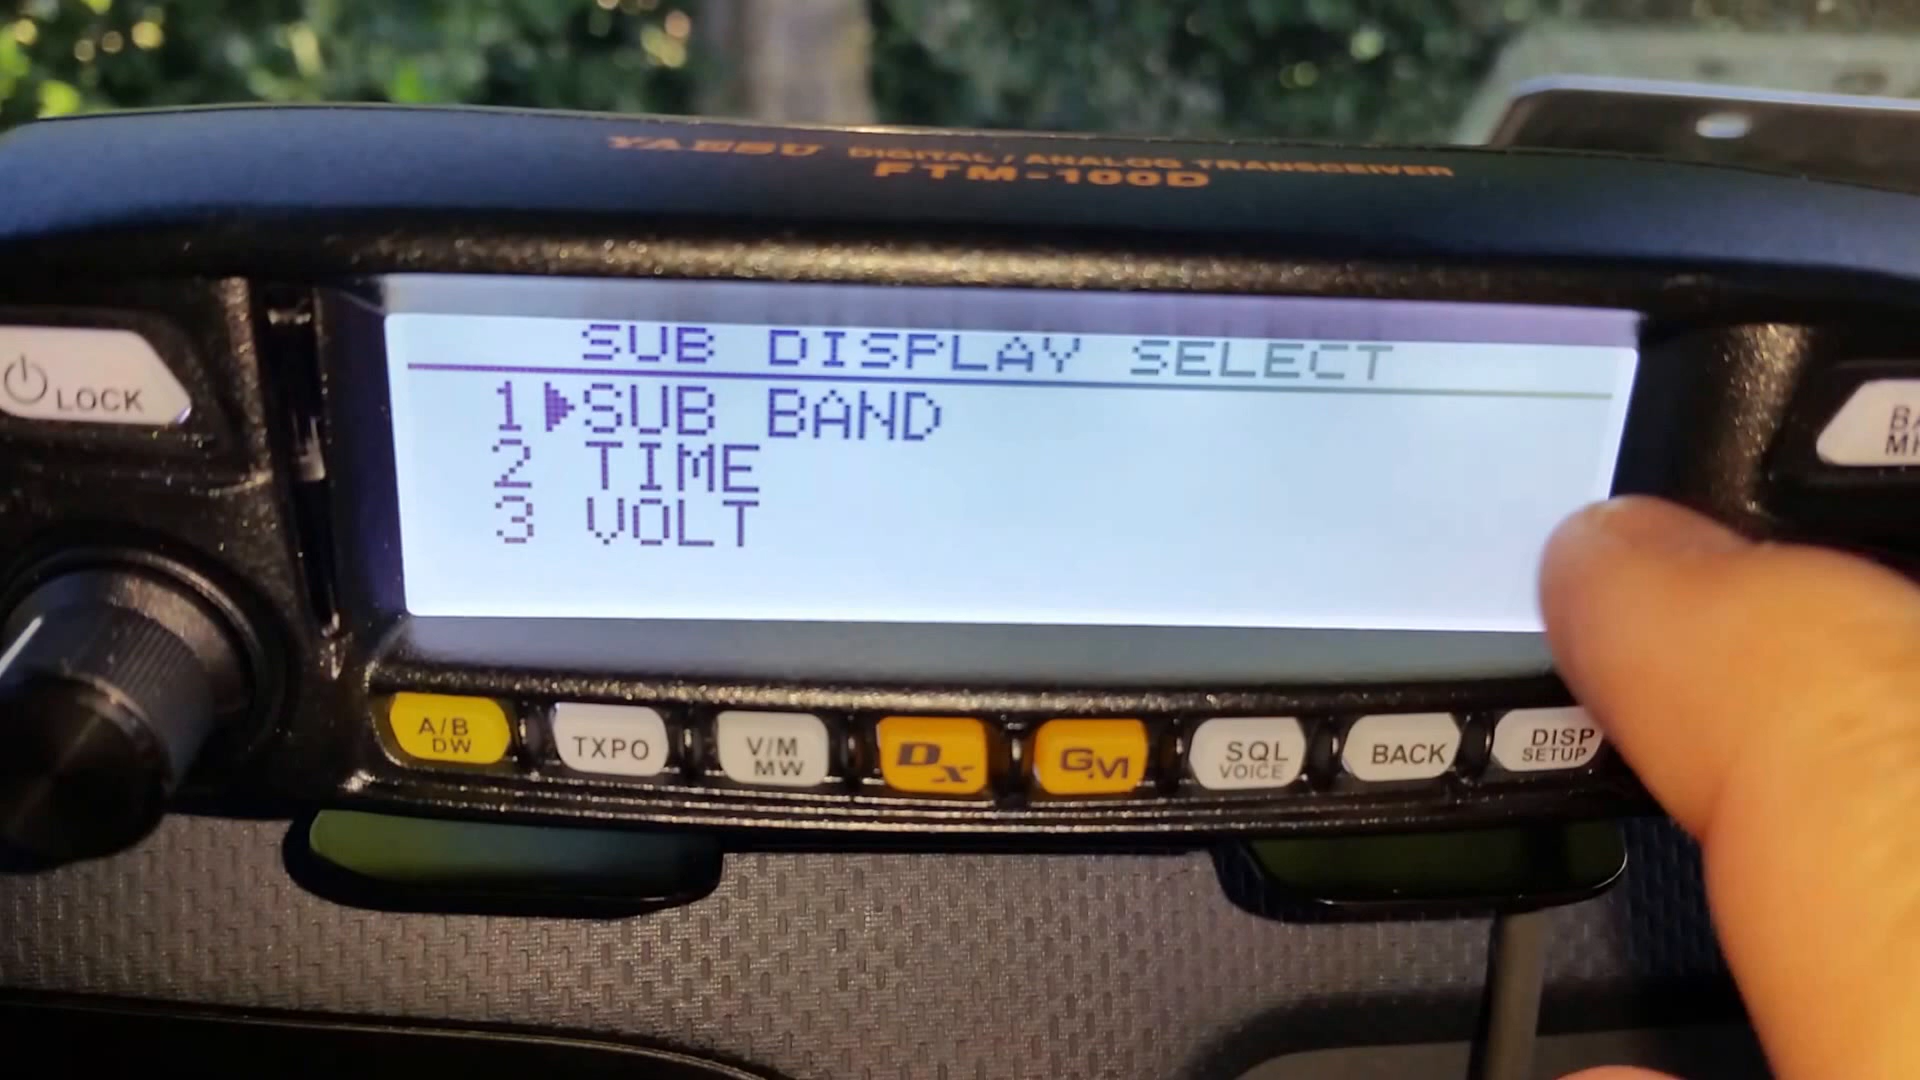 YAESU DIGITAL / ANALOG TRANSCEIVER
FTM-100D
LOCK
SUB DISPLAY SELECT
1 SUB BAND
2 TIME
3 VOLT
A/B
DW
TXPO
V/M
MW
DX
GM
SQL
VOICE
BACK
DISP
SETUP